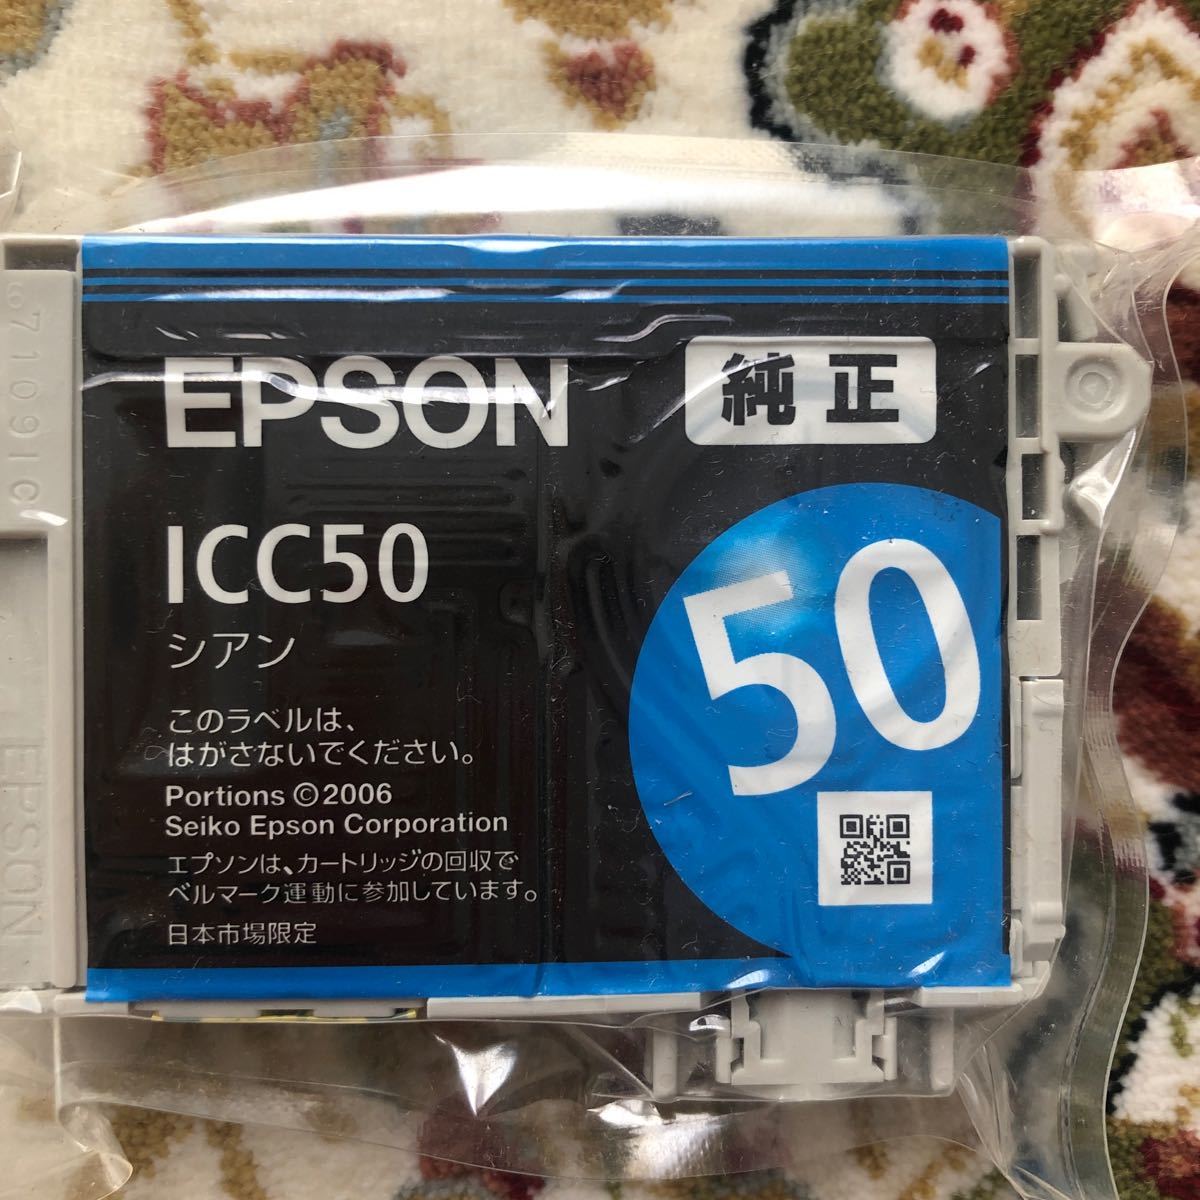 EPSON
純正
ICC50
シアン
50
このラベルは、
はがさないでください。
Portions ©2006
Seiko Epson Corporation
エプソンは、カートリッジの回収で
ベルマーク運動に参加しています。
日本市場限定
EPSON